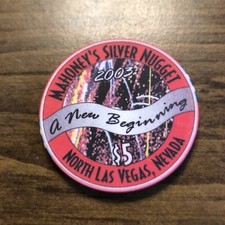 MAHONEY'S SILVER NUGGET
2003
A New Beginning
$5
NORTH LAS VEGAS, NEVADA